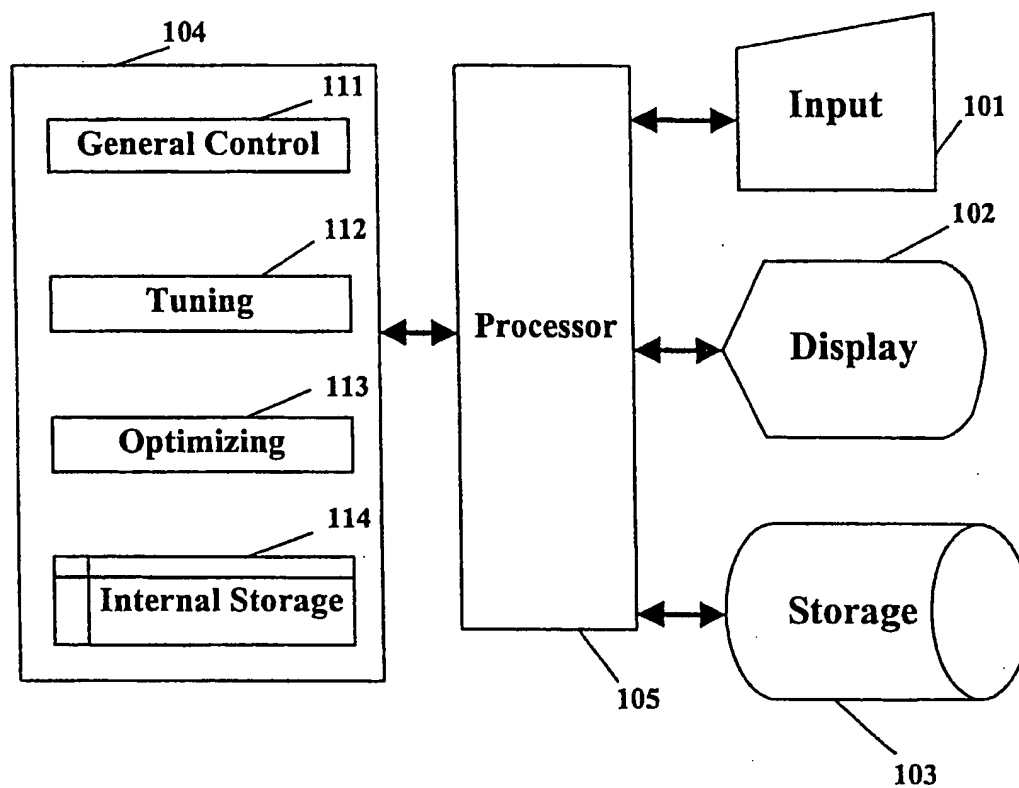 104
111
General Control
112
Tuning
113
Optimizing
114
Internal Storage
Processor
105
Input
101
102
Display
Storage
103